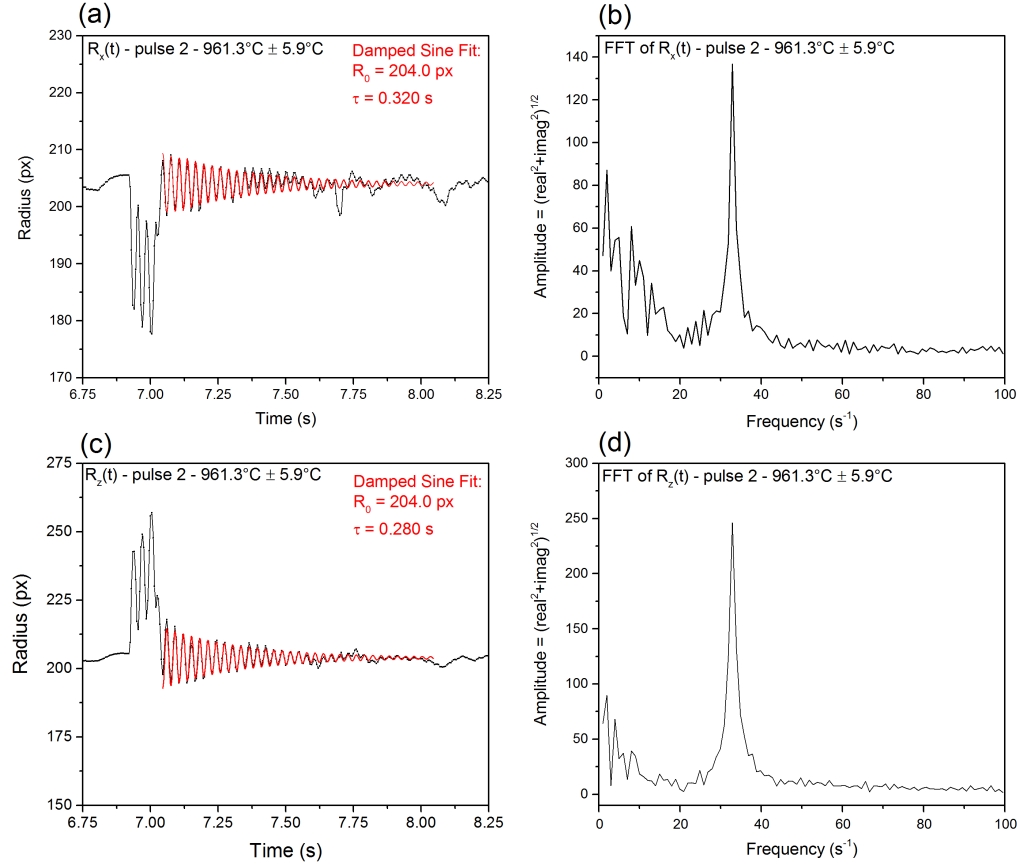 (a)
R_x(t) - pulse 2 - 961.3°C ± 5.9°C
Damped Sine Fit:
R_0 = 204.0 px
τ = 0.320 s
Radius (px)
230
220
210
200
190
180
170
6.75 7.00 7.25 7.50 7.75 8.00 8.25
Time (s)
(b)
FFT of R_x(t) - pulse 2 - 961.3°C ± 5.9°C
Amplitude = (real²+imag²)^1/2
140
120
100
80
60
40
20
0
0 20 40 60 80 100
Frequency (s⁻¹)
(c)
R_z(t) - pulse 2 - 961.3°C ± 5.9°C
Damped Sine Fit:
R_0 = 204.0 px
τ = 0.280 s
Radius (px)
275
250
225
200
175
150
6.75 7.00 7.25 7.50 7.75 8.00 8.25
Time (s)
(d)
FFT of R_z(t) - pulse 2 - 961.3°C ± 5.9°C
Amplitude = (real²+imag²)^1/2
300
250
200
150
100
50
0
0 20 40 60 80 100
Frequency (s⁻¹)